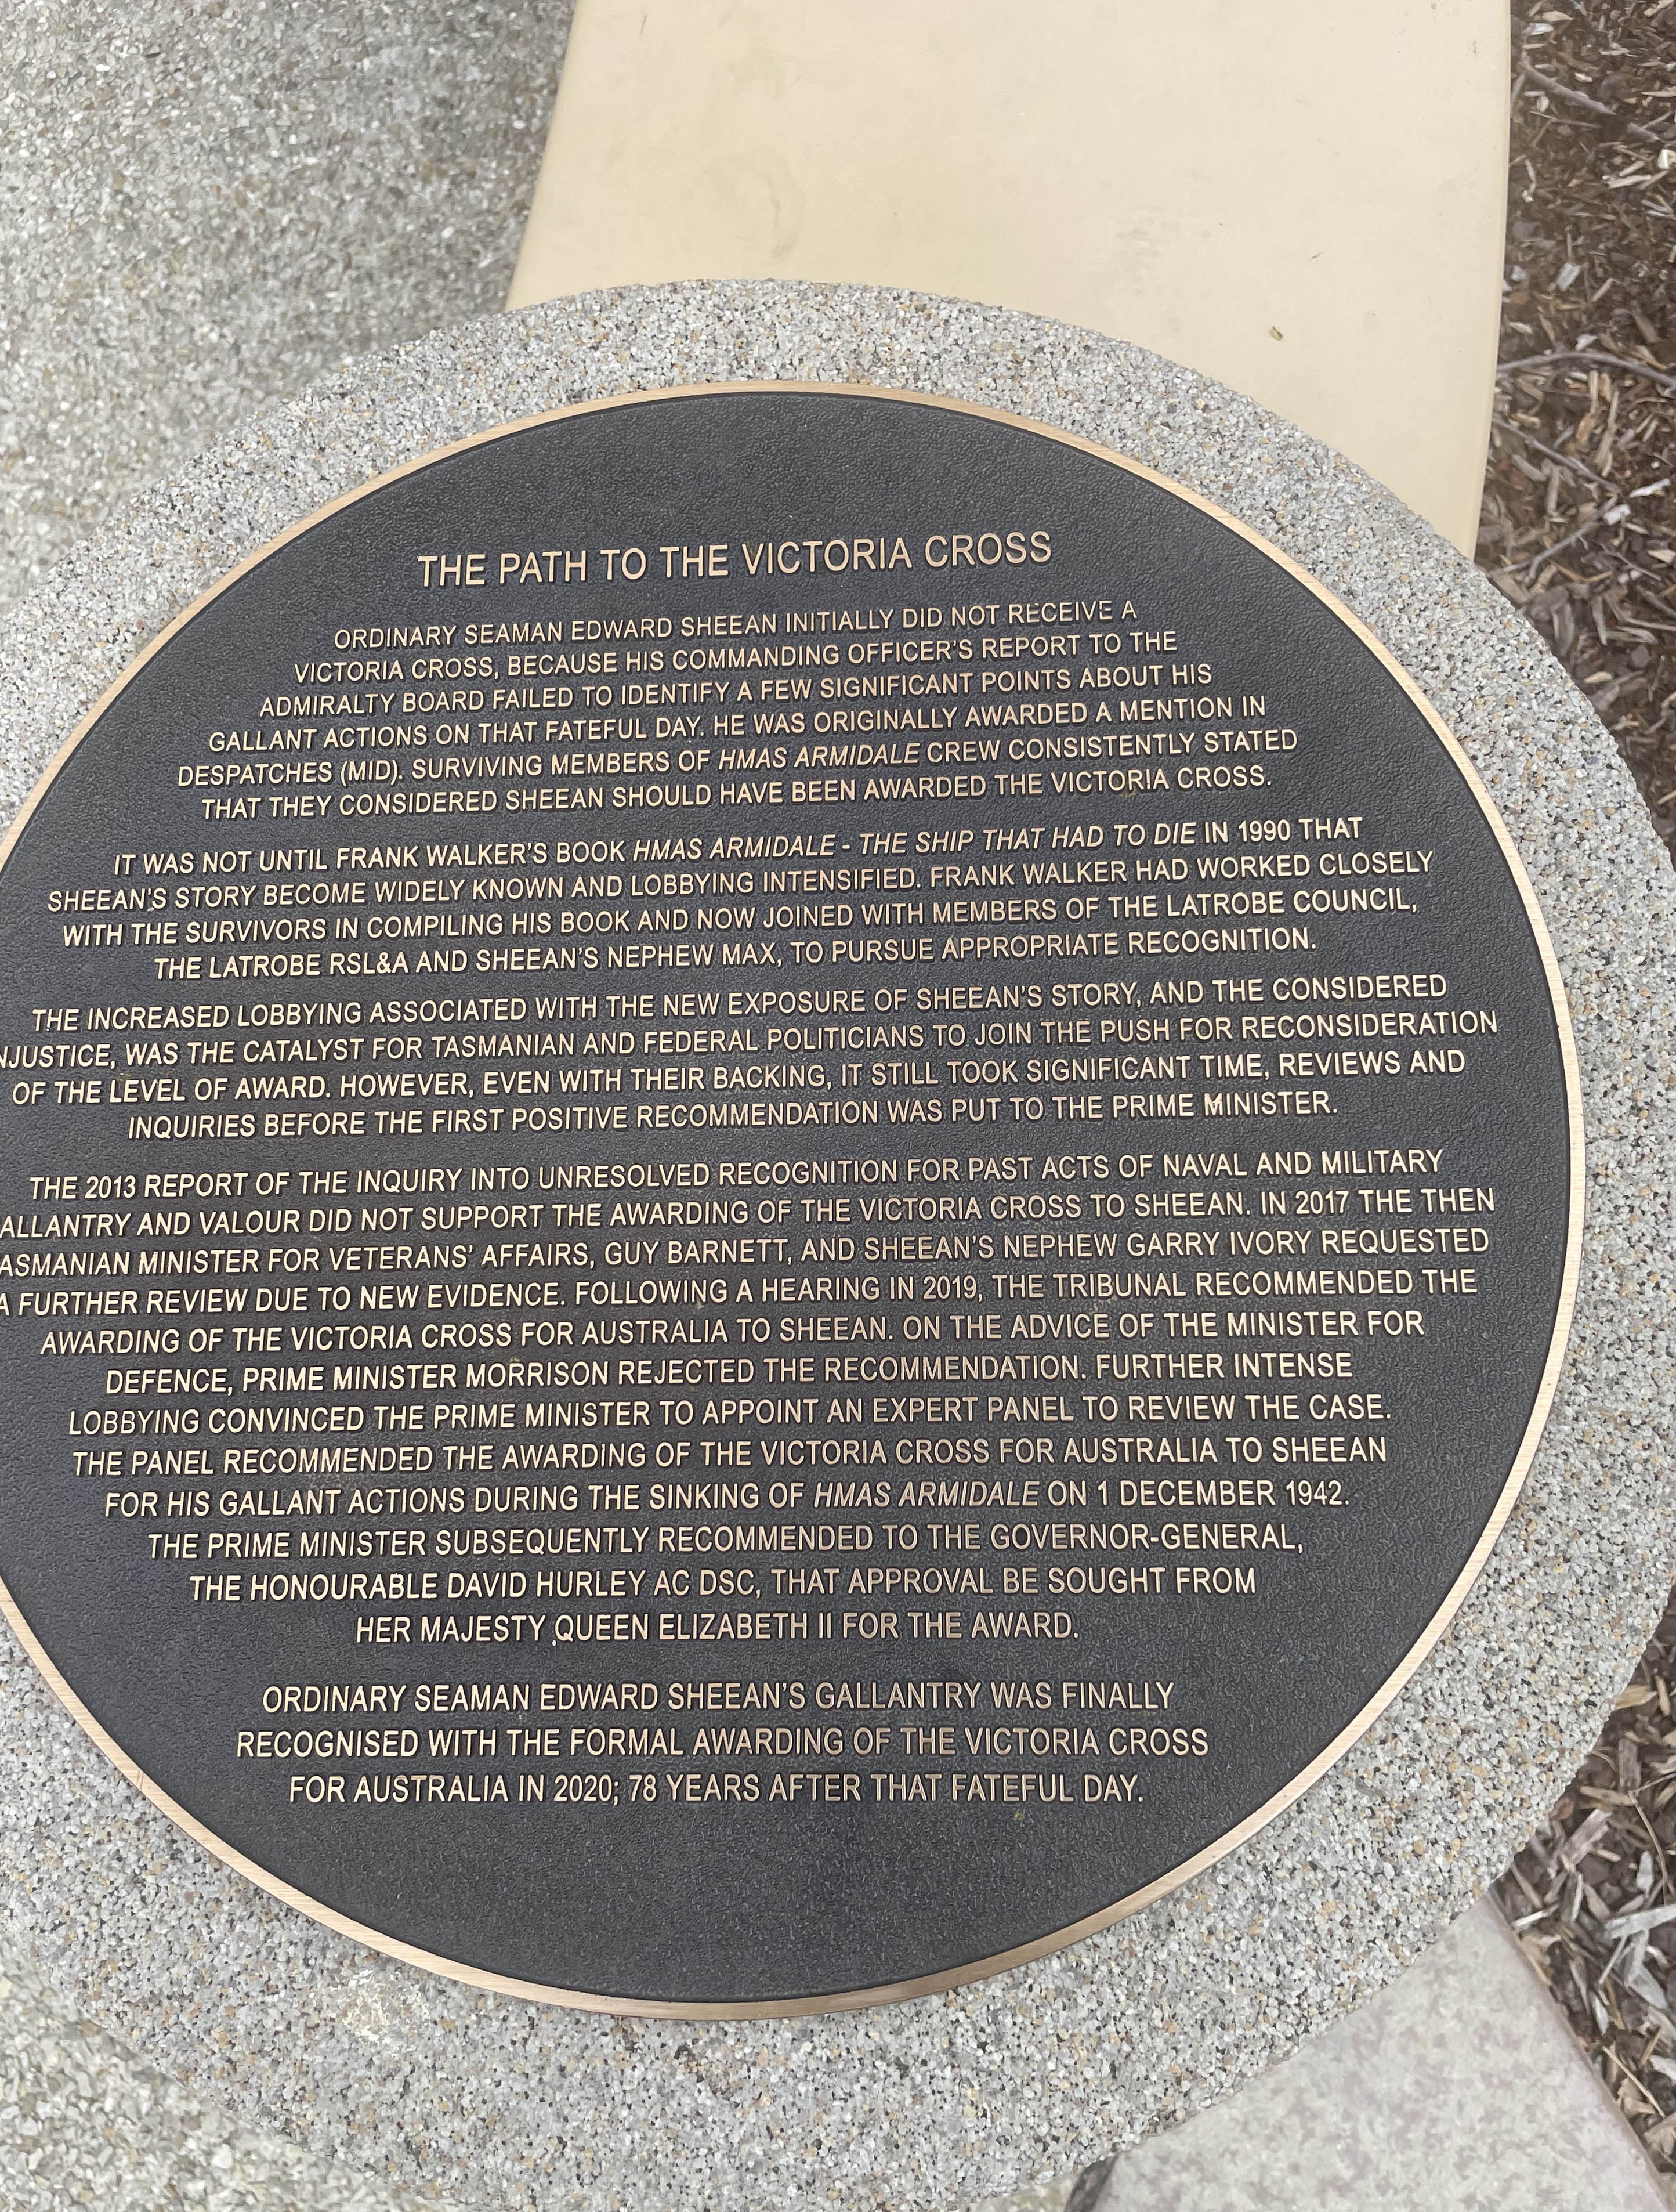 THE PATH TO THE VICTORIA CROSS
ORDINARY SEAMAN EDWARD SHEEAN INITIALLY DID NOT RECEIVE A
VICTORIA CROSS, BECAUSE HIS COMMANDING OFFICER'S REPORT TO THE
ADMIRALTY BOARD FAILED TO IDENTIFY A FEW SIGNIFICANT POINTS ABOUT HIS
GALLANT ACTIONS ON THAT FATEFUL DAY. HE WAS ORIGINALLY AWARDED A MENTION IN
DESPATCHES (MID). SURVIVING MEMBERS OF HMAS ARMIDALE CREW CONSISTENTLY STATED
THAT THEY CONSIDERED SHEEAN SHOULD HAVE BEEN AWARDED THE VICTORIA CROSS.
IT WAS NOT UNTIL FRANK WALKER'S BOOK HMAS ARMIDALE - THE SHIP THAT HAD TO DIE IN 1990 THAT
SHEEAN'S STORY BECOME WIDELY KNOWN AND LOBBYING INTENSIFIED. FRANK WALKER HAD WORKED CLOSELY
WITH THE SURVIVORS IN COMPILING HIS BOOK AND NOW JOINED WITH MEMBERS OF THE LATROBE COUNCIL,
THE LATROBE RSL&A AND SHEEAN'S NEPHEW MAX, TO PURSUE APPROPRIATE RECOGNITION.
THE INCREASED LOBBYING ASSOCIATED WITH THE NEW EXPOSURE OF SHEEAN'S STORY, AND THE CONSIDERED
NJUSTICE, WAS THE CATALYST FOR TASMANIAN AND FEDERAL POLITICIANS TO JOIN THE PUSH FOR RECONSIDERATION
OF THE LEVEL OF AWARD. HOWEVER, EVEN WITH THEIR BACKING, IT STILL TOOK SIGNIFICANT TIME, REVIEWS AND
INQUIRIES BEFORE THE FIRST POSITIVE RECOMMENDATION WAS PUT TO THE PRIME MINISTER.
THE 2013 REPORT OF THE INQUIRY INTO UNRESOLVED RECOGNITION FOR PAST ACTS OF NAVAL AND MILITARY
ALLANTRY AND VALOUR DID NOT SUPPORT THE AWARDING OF THE VICTORIA CROSS TO SHEEAN. IN 2017 THE THEN
ASMANIAN MINISTER FOR VETERANS' AFFAIRS, GUY BARNETT, AND SHEEAN'S NEPHEW GARRY IVORY REQUESTED
A FURTHER REVIEW DUE TO NEW EVIDENCE. FOLLOWING A HEARING IN 2019, THE TRIBUNAL RECOMMENDED THE
AWARDING OF THE VICTORIA CROSS FOR AUSTRALIA TO SHEEAN. ON THE ADVICE OF THE MINISTER FOR
DEFENCE, PRIME MINISTER MORRISON REJECTED THE RECOMMENDATION. FURTHER INTENSE
LOBBYING CONVINCED THE PRIME MINISTER TO APPOINT AN EXPERT PANEL TO REVIEW THE CASE.
THE PANEL RECOMMENDED THE AWARDING OF THE VICTORIA CROSS FOR AUSTRALIA TO SHEEAN
FOR HIS GALLANT ACTIONS DURING THE SINKING OF HMAS ARMIDALE ON 1 DECEMBER 1942.
THE PRIME MINISTER SUBSEQUENTLY RECOMMENDED TO THE GOVERNOR-GENERAL,
THE HONOURABLE DAVID HURLEY AC DSC, THAT APPROVAL BE SOUGHT FROM
HER MAJESTY QUEEN ELIZABETH II FOR THE AWARD.
ORDINARY SEAMAN EDWARD SHEEAN'S GALLANTRY WAS FINALLY
RECOGNISED WITH THE FORMAL AWARDING OF THE VICTORIA CROSS
FOR AUSTRALIA IN 2020; 78 YEARS AFTER THAT FATEFUL DAY.